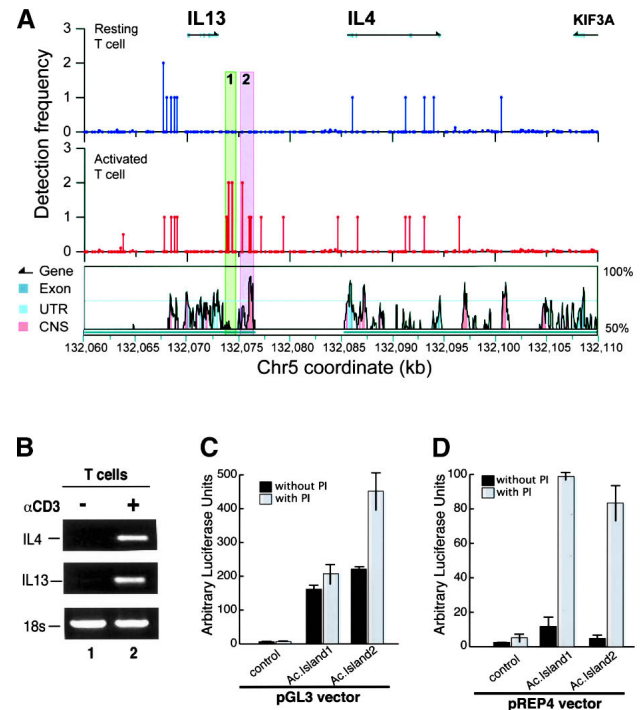 A
IL13
IL4
KIF3A
Resting
T cell
3
2
1
0
1
2
Detection frequency
Activated
T cell
3
2
1
0
Gene
Exon
UTR
CNS
100%
50%
132,060 132,065 132,070 132,075 132,080 132,085 132,090 132,095 132,100 132,105 132,110
Chr5 coordinate (kb)
B
T cells
αCD3 - +
IL4
IL13
18s
1 2
C
Arbitrary Luciferase Units
500
400
300
200
100
0
without PI
with PI
control
Ac.Island1
Ac.Island2
pGL3 vector
D
Arbitrary Luciferase Units
100
80
60
40
20
0
without PI
with PI
control
Ac.Island1
Ac.Island2
pREP4 vector